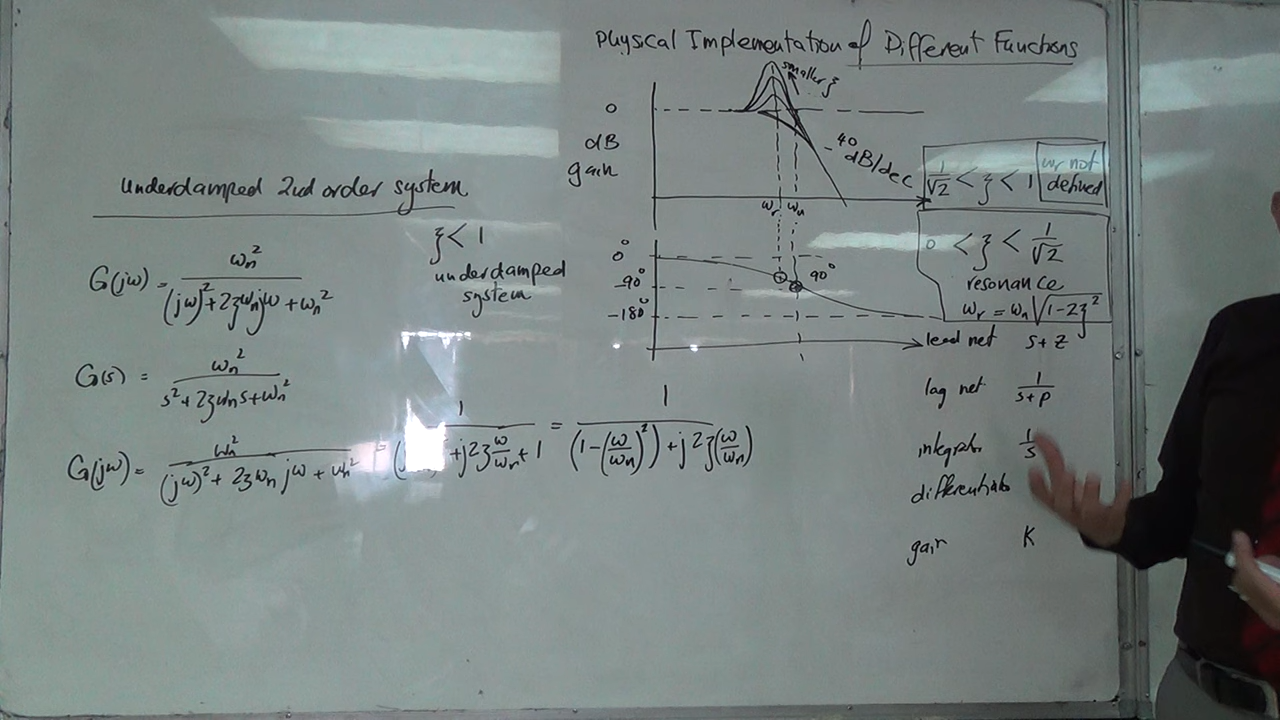 Physical Implementation of Different Functions
smaller ζ
0
dB
gain
-40
dB/dec
ωr ωn
0°
-90°
-180°
90°
1/√2 < ζ < 1
ωr not
defined
0 < ζ < 1/√2
resonance
ωr = ωn√(1-2ζ²)
Underdamped 2nd order system
ζ < 1
underdamped
system
G(jω) = ωn² / ((jω)² + 2ζωnjω + ωn²)
G(s) = ωn² / (s² + 2ζωns + ωn²)
G(jω) = ωn² / ((jω)² + 2ζωn jω + ωn²) = 1 / ( + j2ζ ω/ωn + 1 = 1 / ((1-(ω/ωn)²) + j2ζ(ω/ωn))
lead net s+z
lag net 1/(s+p)
integrator 1/s
differentiator
gain K